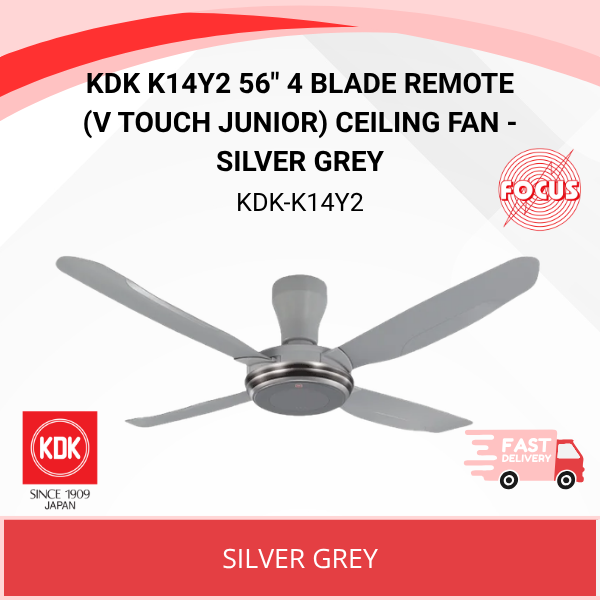 KDK K14Y2 56" 4 BLADE REMOTE
(V TOUCH JUNIOR) CEILING FAN -
SILVER GREY
KDK-K14Y2
FOCUS
KDK
SINCE 1909
JAPAN
FAST
DELIVERY
SILVER GREY